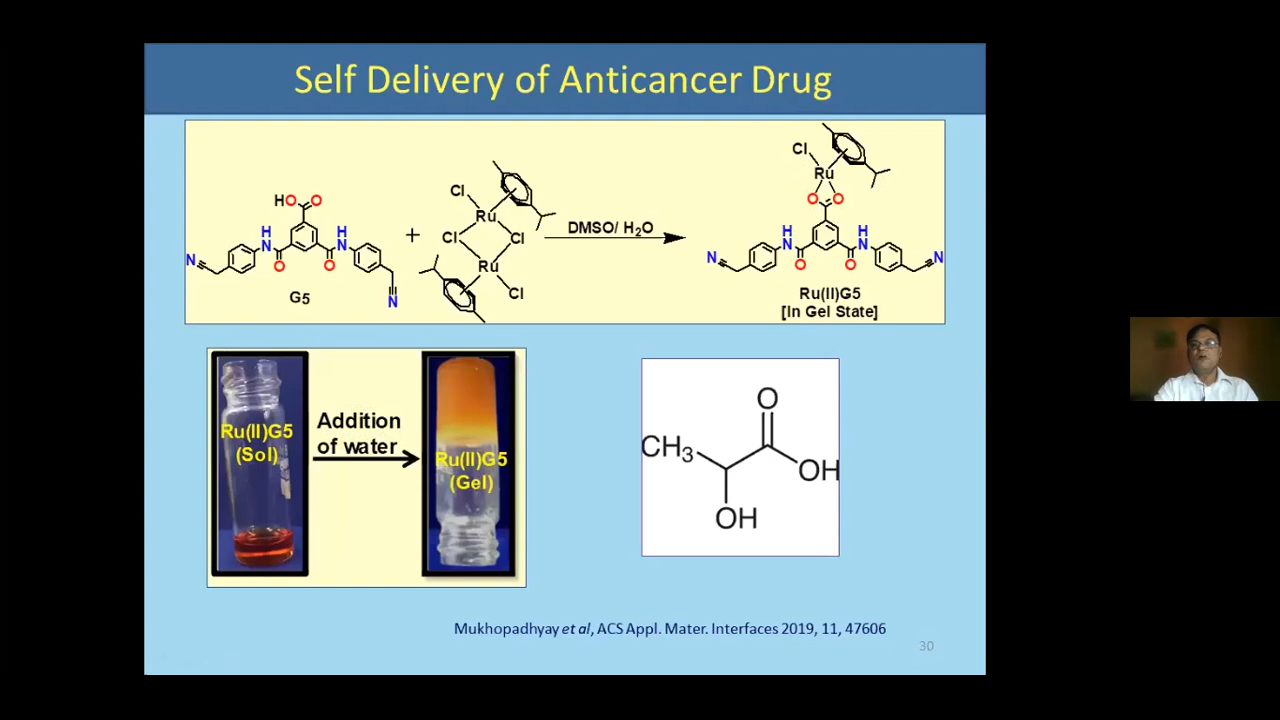 Self Delivery of Anticancer Drug
HO O
H N
N H
N
O
O
N
G5
+
Cl
Ru
Cl Cl
Ru
Cl
DMSO/ H₂O
Cl
Ru
O O
H N
N H
N
O
O
N
Ru(II)G5
[In Gel State]
Ru(II)G5
(Sol)
Addition
of water
Ru(II)G5
(Gel)
O
CH₃
OH
OH
Mukhopadhyay et al, ACS Appl. Mater. Interfaces 2019, 11, 47606
30